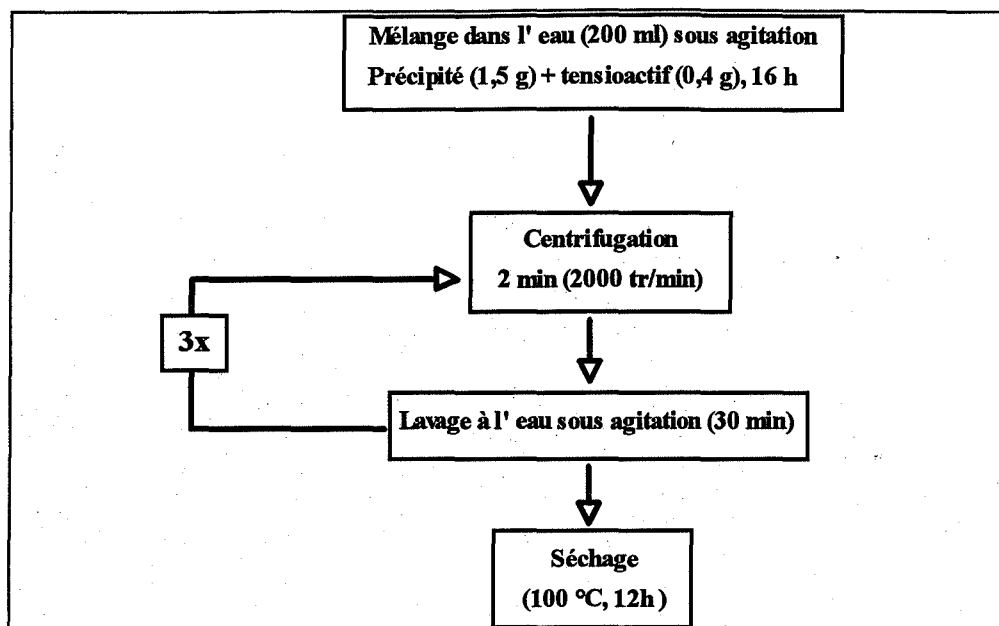 Mélange dans l' eau (200 ml) sous agitation
Précipité (1,5 g) + tensioactif (0,4 g), 16 h
Centrifugation
2 min (2000 tr/min)
3x
Lavage à l' eau sous agitation (30 min)
Séchage
(100 °C, 12h )